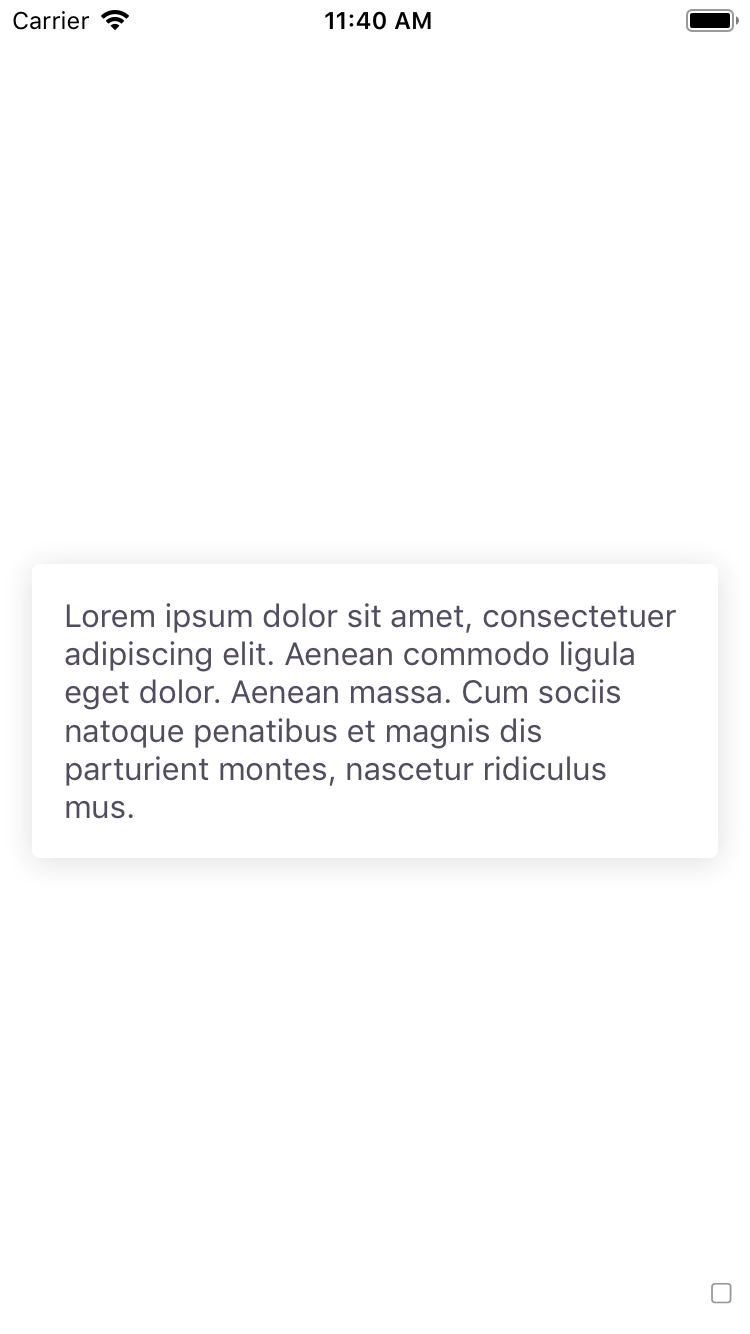 Carrier 11:40 AM
Lorem ipsum dolor sit amet, consectetuer
adipiscing elit. Aenean commodo ligula
eget dolor. Aenean massa. Cum sociis
natoque penatibus et magnis dis
parturient montes, nascetur ridiculus
mus.